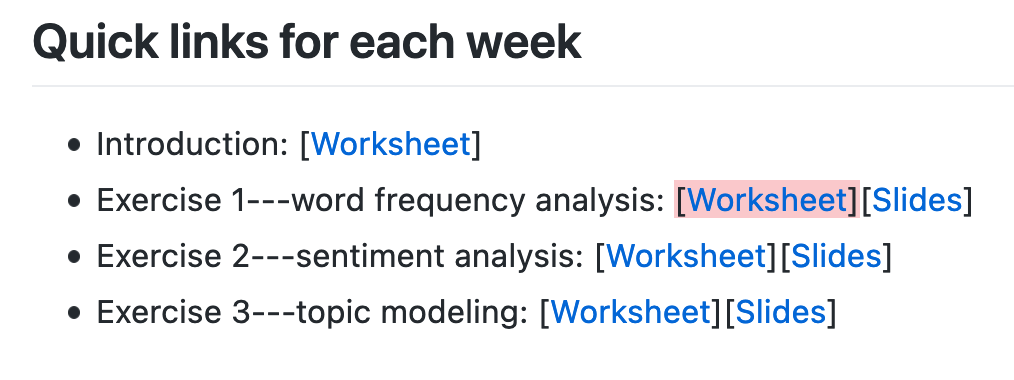 Quick links for each week
• Introduction: [Worksheet]
• Exercise 1---word frequency analysis: [Worksheet][Slides]
• Exercise 2---sentiment analysis: [Worksheet][Slides]
• Exercise 3---topic modeling: [Worksheet][Slides]